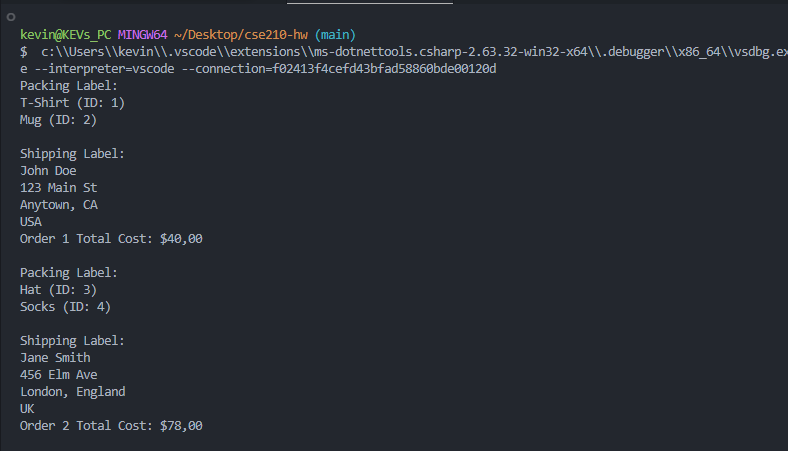 kevin@KEVs_PC MINGW64 ~/Desktop/cse210-hw (main)
$  c:\\Users\\kevin\\.vscode\\extensions\\ms-dotnettools.csharp-2.63.32-win32-x64\\.debugger\\x86_64\\vsdbg.ex
e --interpreter=vscode --connection=f02413f4cefd43bfad58860bde00120d
Packing Label:
T-Shirt (ID: 1)
Mug (ID: 2)

Shipping Label:
John Doe
123 Main St
Anytown, CA
USA
Order 1 Total Cost: $40,00

Packing Label:
Hat (ID: 3)
Socks (ID: 4)

Shipping Label:
Jane Smith
456 Elm Ave
London, England
UK
Order 2 Total Cost: $78,00